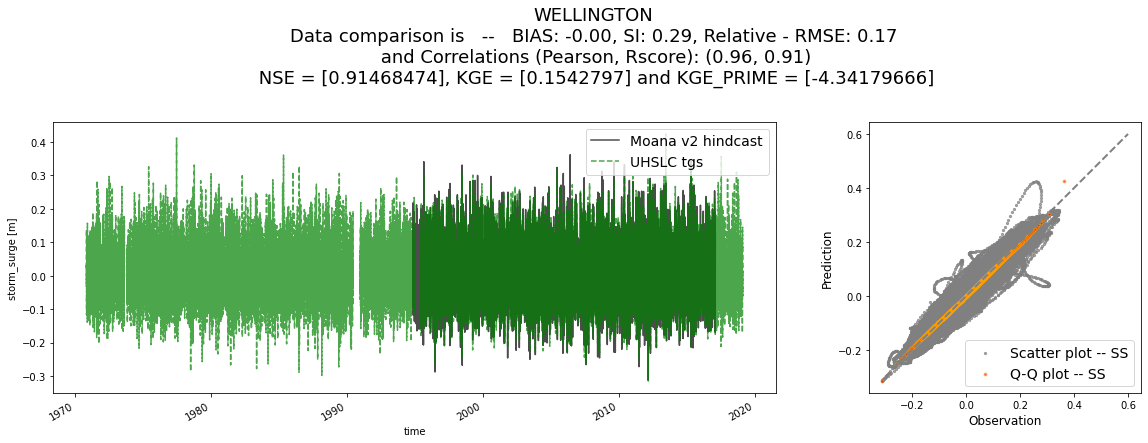 WELLINGTON
Data comparison is -- BIAS: -0.00, SI: 0.29, Relative - RMSE: 0.17
and Correlations (Pearson, Rscore): (0.96, 0.91)
NSE = [0.91468474], KGE = [0.1542797] and KGE_PRIME = [-4.34179666]
storm_surge [m]
0.4
0.3
0.2
0.1
0.0
−0.1
−0.2
−0.3
Moana v2 hindcast
UHSLC tgs
1970
1980
1990
2000
2010
2020
time
Prediction
0.6
0.4
0.2
0.0
−0.2
Scatter plot -- SS
Q-Q plot -- SS
−0.2
0.0
0.2
0.4
0.6
Observation